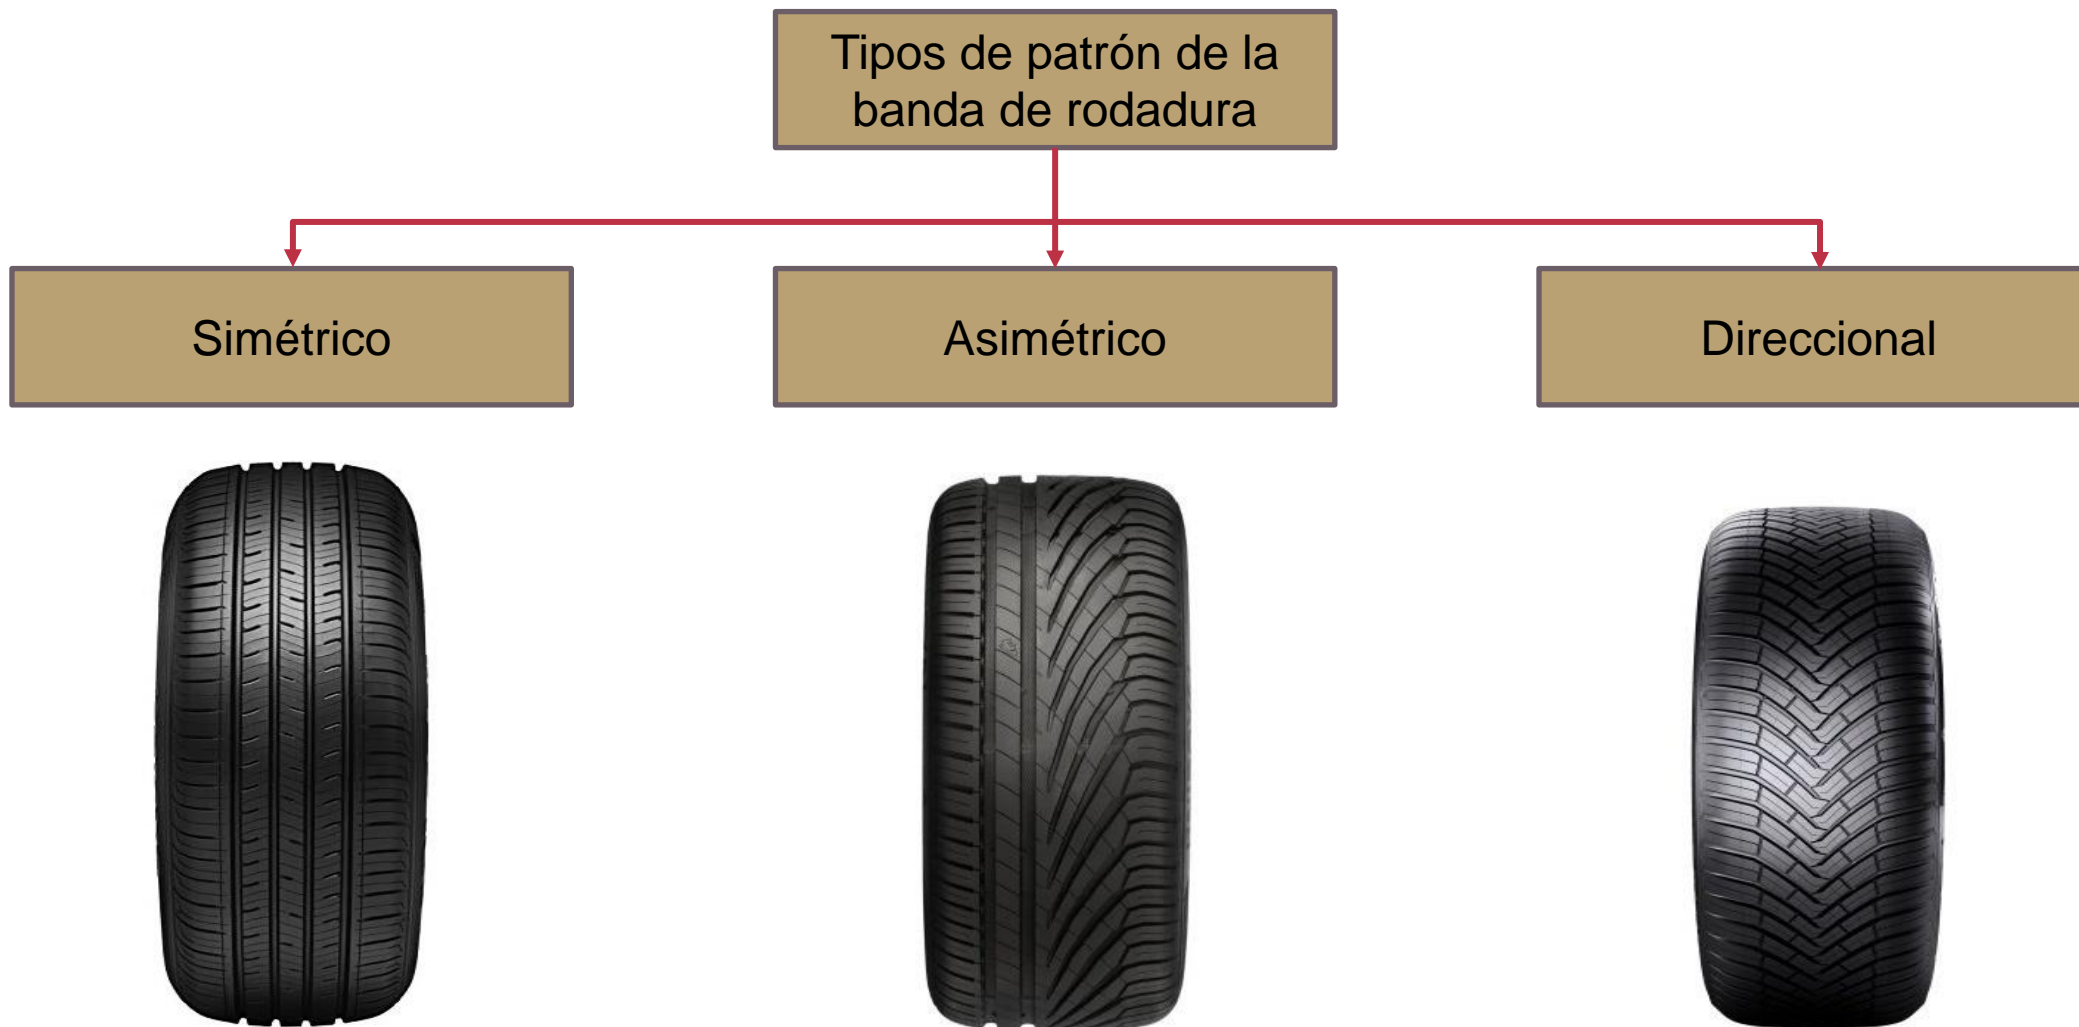 Tipos de patrón de la
banda de rodadura
Simétrico
Asimétrico
Direccional